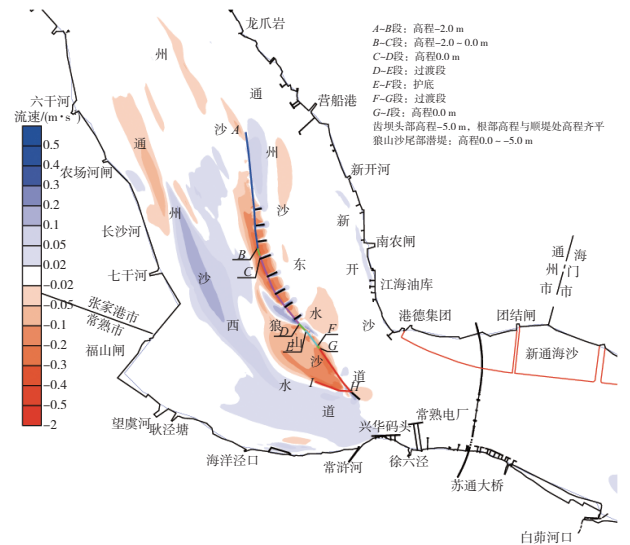 龙爪岩
A-B段：高程-2.0 m
B-C段：高程-2.0 - 0.0 m
C-D段：高程0.0 m
D-E段：过渡段
E-F段：护底
F-G段：过渡段
G-I段：高程0.0 m
齿坝头部高程-5.0 m，根部高程与顺堤处高程齐平
狼山沙尾部潜堤：高程0.0 - -5.0 m
州
通
营船港
六干河
流速/(m·s
沙 A
通
州
0.5
0.4
0.3
0.2
0.1
0.02
-0.02
-0.05
-0.1
-0.2
-0.3
-0.4
-0.5
-2
农场河闸
长沙河
七干河
张家港市
常熟市
福山闸
望虞河
耿泾塘
海洋泾口
常浒河
州
沙
西
水
道
新开河
沙
新
开
沙
南农闸
江海油库
东
水
道
B
C
D
E
F
G
H
I
狼
山
沙
通州市
海门市
港德集团
团结闸
新通海沙
兴华码头
常熟电厂
徐六泾
苏通大桥
白茆河口